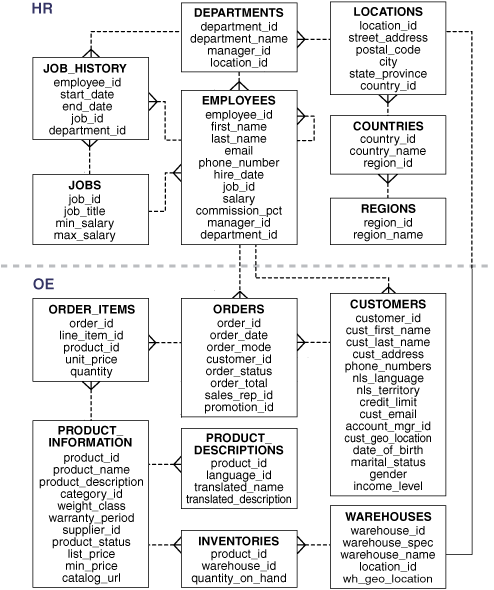 HR
DEPARTMENTS
department_id
department_name
manager_id
location_id
LOCATIONS
location_id
street_address
postal_code
city
state_province
country_id
JOB_HISTORY
employee_id
start_date
end_date
job_id
department_id
EMPLOYEES
employee_id
first_name
last_name
email
phone_number
hire_date
job_id
salary
commission_pct
manager_id
department_id
COUNTRIES
country_id
country_name
region_id
JOBS
job_id
job_title
min_salary
max_salary
REGIONS
region_id
region_name
OE
ORDER_ITEMS
order_id
line_item_id
product_id
unit_price
quantity
ORDERS
order_id
order_date
order_mode
customer_id
order_status
order_total
sales_rep_id
promotion_id
CUSTOMERS
customer_id
cust_first_name
cust_last_name
cust_address
phone_numbers
nls_language
nls_territory
credit_limit
cust_email
account_mgr_id
cust_geo_location
date_of_birth
marital_status
gender
income_level
PRODUCT_
INFORMATION
product_id
product_name
product_description
category_id
weight_class
warranty_period
supplier_id
product_status
list_price
min_price
catalog_url
PRODUCT_
DESCRIPTIONS
product_id
language_id
translated_name
translated_description
INVENTORIES
product_id
warehouse_id
quantity_on_hand
WAREHOUSES
warehouse_id
warehouse_spec
warehouse_name
location_id
wh_geo_location